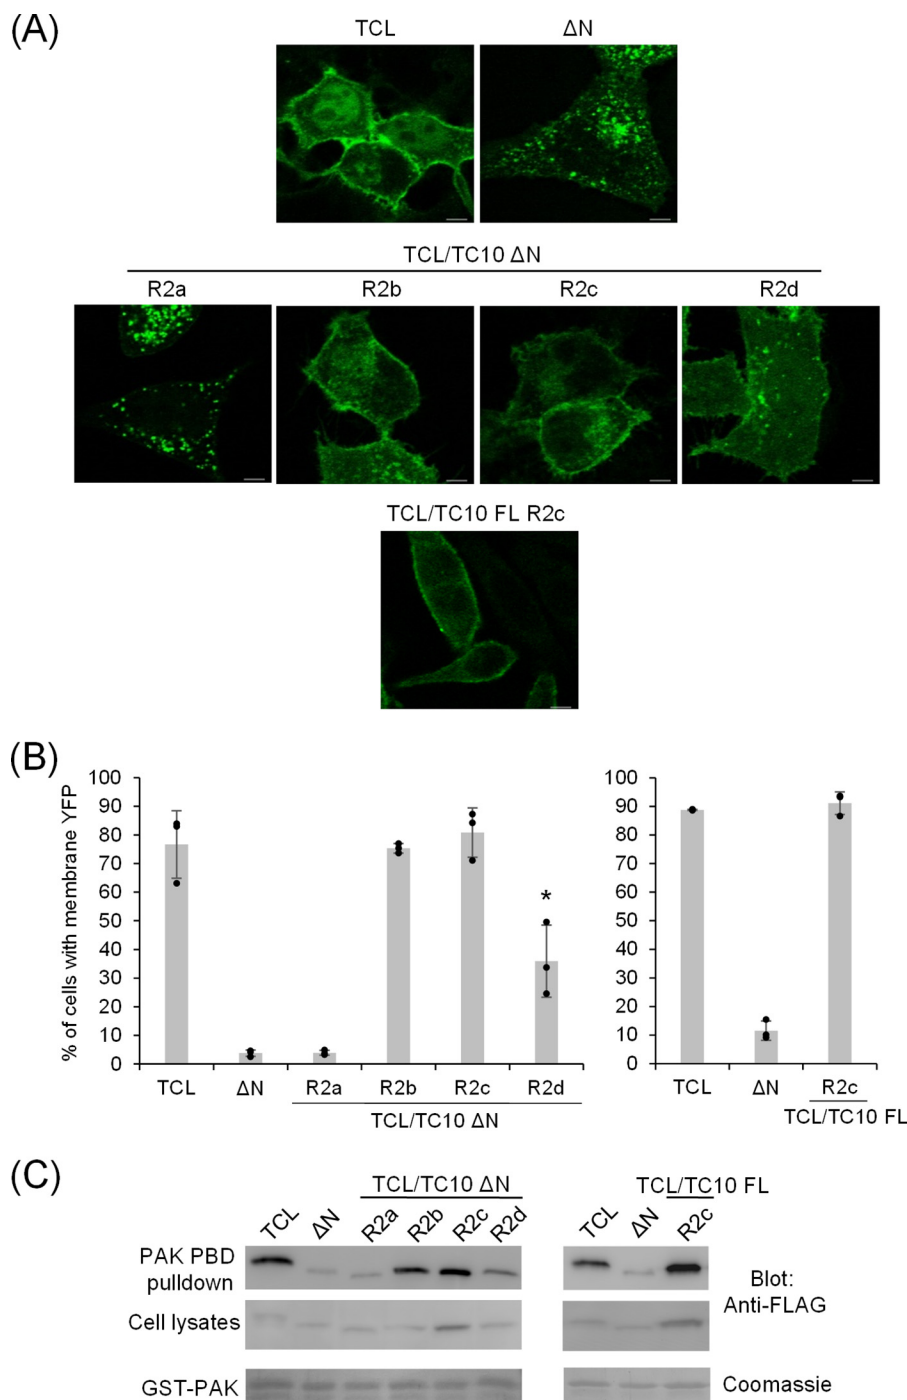 (A)
TCL ΔN
TCL/TC10 ΔN
R2a R2b R2c R2d
TCL/TC10 FL R2c
(B)
% of cells with membrane YFP
100
90
80
70
60
50
40
30
20
10
0
*
TCL ΔN R2a R2b R2c R2d
TCL/TC10 ΔN
100
90
80
70
60
50
40
30
20
10
0
TCL ΔN R2c
TCL/TC10 FL
(C)
TCL/TC10 ΔN
TCL ΔN R2a R2b R2c R2d
TCL/TC10 FL
TCL ΔN R2c
PAK PBD
pulldown
Cell lysates
GST-PAK
Blot:
Anti-FLAG
Coomassie